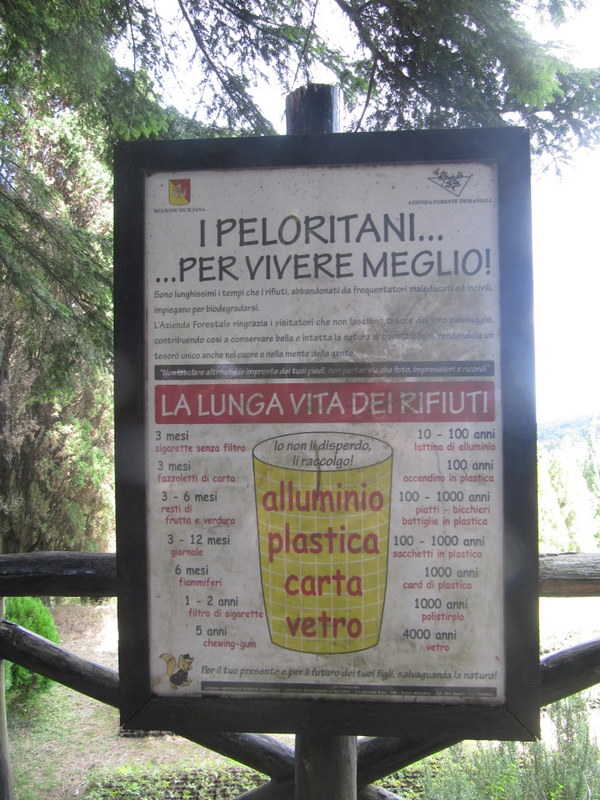 REGIONE SICILIANA
AZIENDA FORESTE DEMANIALI
I PELORITANI...
...PER VIVERE MEGLIO!
Sono lunghissimi i tempi che i rifiuti, abbandonati da frequentatori maleducati ed incivili,
impiegano per biodegradarsi.
L'Azienda Forestale ringrazia i visitatori che non lasciano tracce del loro passaggio,
contribuendo così a conservare bella e intatta la natura rendendola un
tesoro unico anche nel cuore e nella mente della gente.
"Non lasciare altro che le impronte dei tuoi piedi, non portar via che foto, impressioni e ricordi"
LA LUNGA VITA DEI RIFIUTI
3 mesi
sigarette senza filtro
3 mesi
fazzoletti di carta
3 - 6 mesi
resti di
frutta e verdura
3 - 12 mesi
giornale
6 mesi
fiammiferi
1 - 2 anni
filtro di sigarette
5 anni
chewing-gum
Io non li disperdo,
li raccolgo!
alluminio
plastica
carta
vetro
10 - 100 anni
lattina di alluminio
100 anni
accendino in plastica
100 - 1000 anni
piatti - bicchieri
bottiglie in plastica
100 - 1000 anni
sacchetti in plastica
1000 anni
card di plastica
1000 anni
polistirolo
4000 anni
vetro
Per il tuo presente e per il futuro dei tuoi figli, salvaguarda la natura!